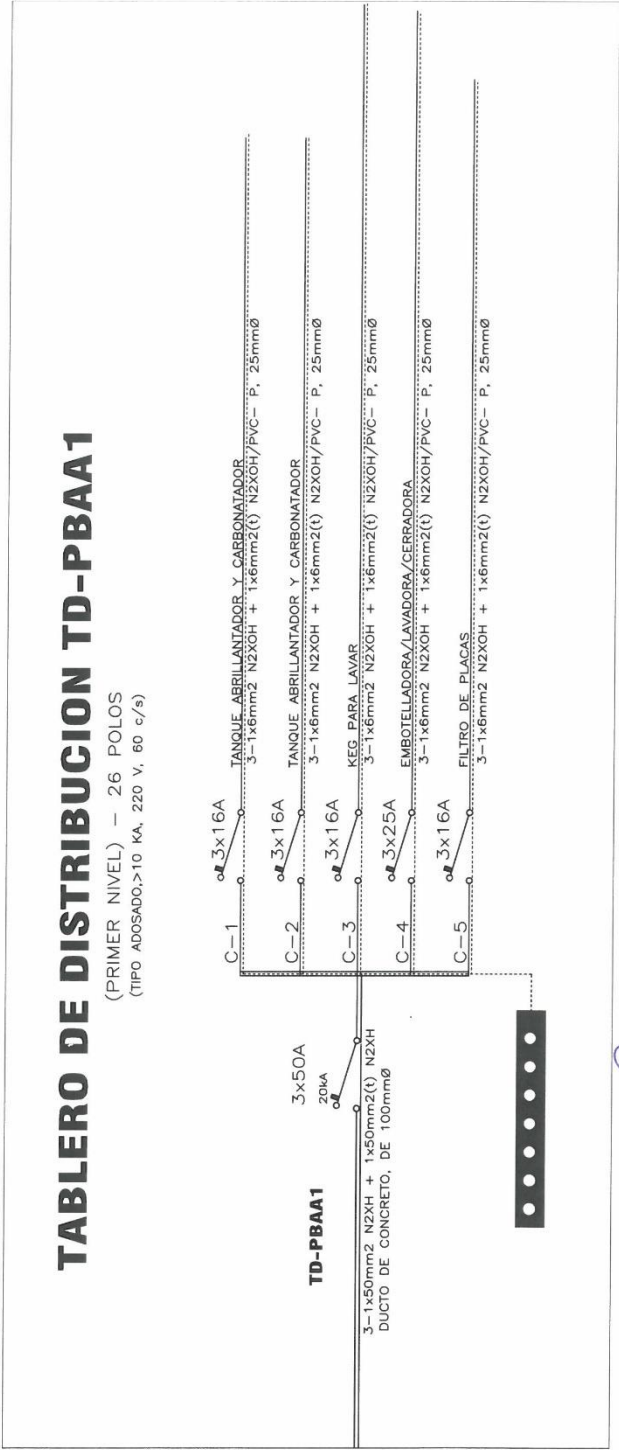 TABLERO DE DISTRIBUCION TD-PBAA1
(PRIMER NIVEL) - 26 POLOS
(TIPO ADOSADO,>10 KA, 220 V, 60 c/s)
TD-PBAA1
3x50A
20kA
3-1x50mm2 N2XH + 1x50mm2(t) N2XH
DUCTO DE CONCRETO, DE 100mmØ
C-1
3x16A
TANQUE ABRILLANTADOR Y CARBONATADOR
3-1x6mm2 N2XOH + 1x6mm2(t) N2XOH/PVC- P, 25mmØ
C-2
3x16A
TANQUE ABRILLANTADOR Y CARBONATADOR
3-1x6mm2 N2XOH + 1x6mm2(t) N2XOH/PVC- P, 25mmØ
C-3
3x16A
KEG PARA LAVAR
3-1x6mm2 N2XOH + 1x6mm2(t) N2XOH/PVC- P, 25mmØ
C-4
3x25A
EMBOTELLADORA/LAVADORA/CERRADORA
3-1x6mm2 N2XOH + 1x6mm2(t) N2XOH/PVC- P, 25mmØ
C-5
3x16A
FILTRO DE PLACAS
3-1x6mm2 N2XOH + 1x6mm2(t) N2XOH/PVC- P, 25mmØ